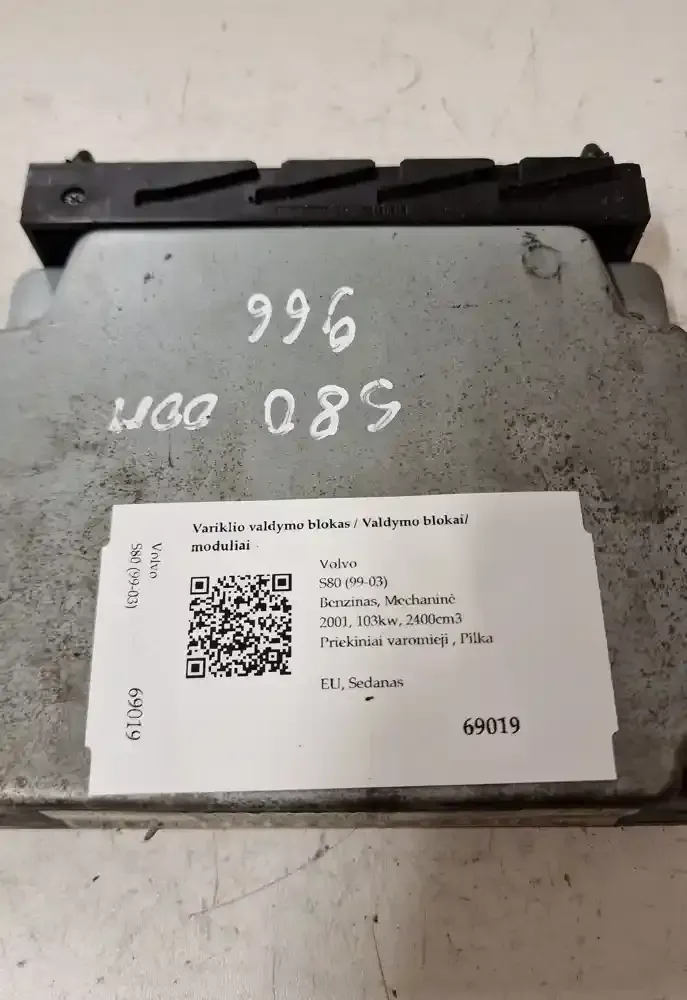 S80
966
Variklio valdymo blokas / Valdymo blokai/
moduliai
Volvo
S80 (99-03)
Benzinas, Mechaninė
2001, 103kw, 2400cm3
Priekiniai varomieji , Pilka
EU, Sedanas
69019
Volvo
S80 (99-03)
69019